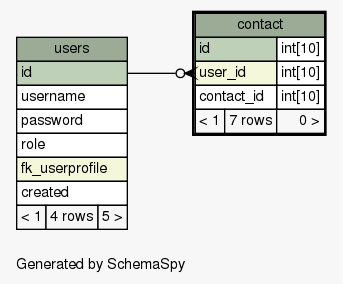 contact
id int[10]
user_id int[10]
contact_id int[10]
< 1 7 rows 0 >
users
id
username
password
role
fk_userprofile
created
< 1 4 rows 5 >
Generated by SchemaSpy